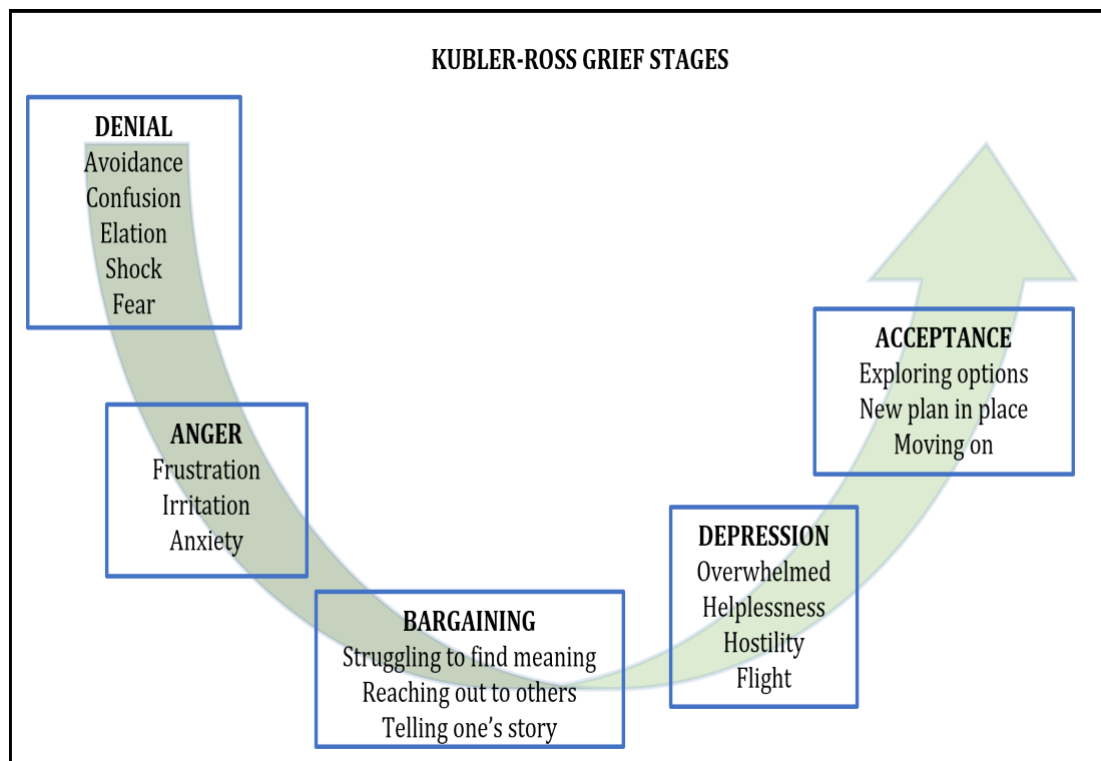 KUBLER-ROSS GRIEF STAGES
DENIAL
Avoidance
Confusion
Elation
Shock
Fear
ANGER
Frustration
Irritation
Anxiety
BARGAINING
Struggling to find meaning
Reaching out to others
Telling one’s story
DEPRESSION
Overwhelmed
Helplessness
Hostility
Flight
ACCEPTANCE
Exploring options
New plan in place
Moving on